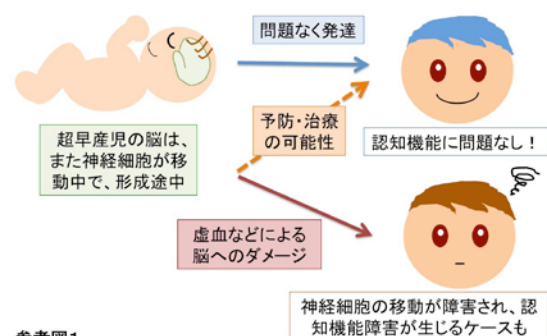 問題なく発達
予防・治療
の可能性
超早産児の脳は、
また神経細胞が移
動中で、形成途中
認知機能に問題なし！
虚血などによる
脳へのダメージ
神経細胞の移動が障害され、認
知機能障害が生じるケースも
参考図1